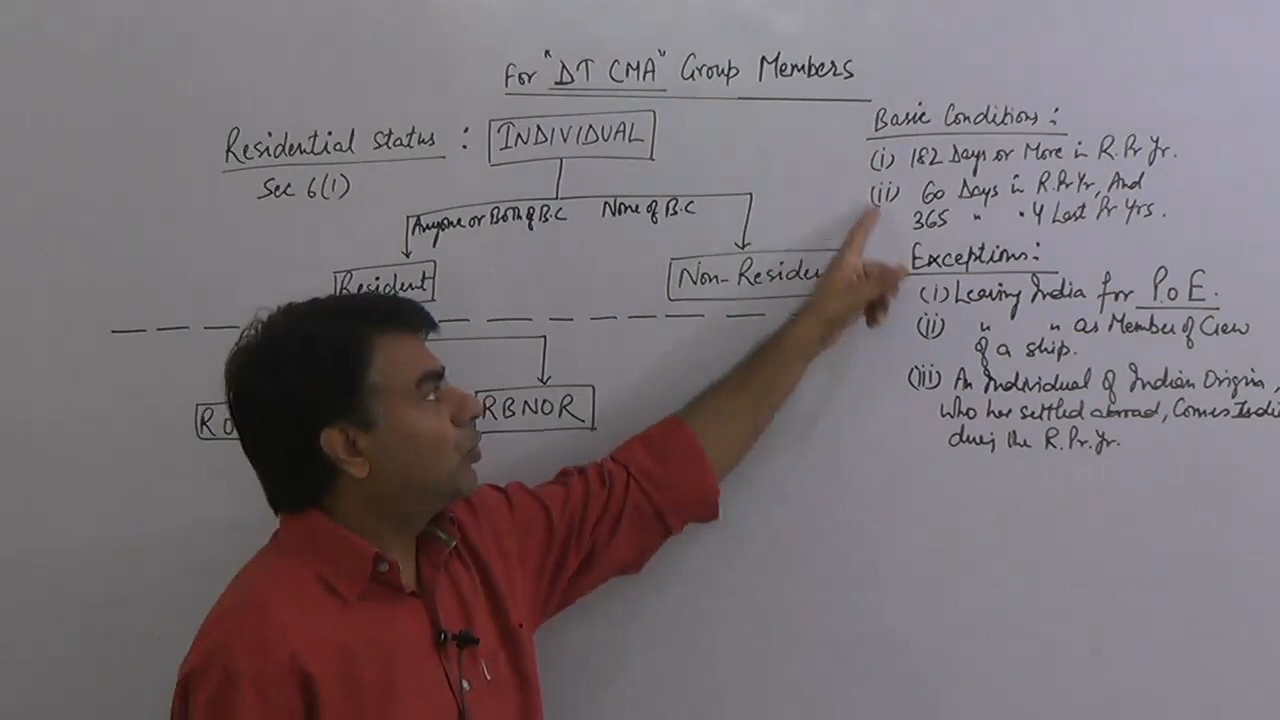 For "DT CMA" Group Members
Residential Status : INDIVIDUAL
Sec 6(1)
Anyone or Both of B.C
None of B.C
Resident
Non-Residen
RO
RBNOR
Basic Conditions :
(i) 182 Days or More in R.Pr Yr.
(ii) 60 Days in R.Pr Yr, And
365 " " 4 Last Pr Yrs.
Exceptions :
(i) Leaving India for P.o E.
(ii) " " as Member of Crew
of a ship.
(iii) An Individual of Indian Origin,
who has settled abroad, Comes Indi
during the R.Pr.Yr.